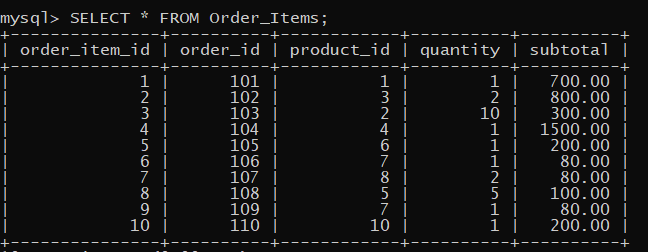 mysql> SELECT * FROM Order_Items;
+---------------+----------+------------+----------+----------+
| order_item_id | order_id | product_id | quantity | subtotal |
+---------------+----------+------------+----------+----------+
|             1 |      101 |          1 |        1 |   700.00 |
|             2 |      102 |          3 |        2 |   800.00 |
|             3 |      103 |          2 |       10 |   300.00 |
|             4 |      104 |          4 |        1 |  1500.00 |
|             5 |      105 |          6 |        1 |   200.00 |
|             6 |      106 |          7 |        1 |    80.00 |
|             7 |      107 |          8 |        2 |    80.00 |
|             8 |      108 |          5 |        5 |   100.00 |
|             9 |      109 |          7 |        1 |    80.00 |
|            10 |      110 |         10 |        1 |   200.00 |
+---------------+----------+------------+----------+----------+